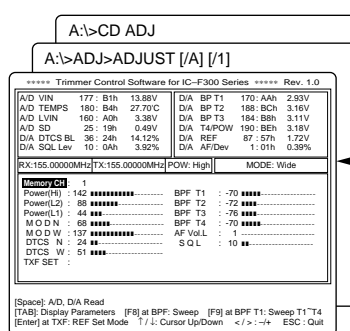 A:\>CD ADJ
A:\>ADJ>ADJUST [/A] [/1]
***** Trimmer Control Software for IC–F300 Series ***** Rev. 1.0
A/D VIN 177 : B1h 13.88V
A/D TEMPS 180 : B4h 27.70˚C
A/D LVIN 160 : A0h 3.38V
A/D SD 25 : 19h 0.49V
A/D DTCS BL 36 : 24h 14.12%
A/D SQL Lev 10 : 0Ah 3.92%
D/A BP T1 170: AAh 2.93V
D/A BP T2 188: BCh 3.16V
D/A BP T3 184: B8h 3.11V
D/A T4/POW 190: BEh 3.18V
D/A REF 87 : 57h 1.72V
D/A AF/Dev 1 : 01h 0.39%
RX:155.00000MHz TX:155.00000MHz POW: High MODE: Wide
Memory CH : 1
Power(Hi) : 142
Power(L2) : 88
Power(L1) : 44
M O D N : 68
M O D W : 137
DTCS N : 24
DTCS W : 51
TXF SET :
BPF T1 : -70
BPF T2 : -72
BPF T3 : -76
BPF T4 : -70
AF Vol.L : 1
S Q L : 10
[Space]: A/D, D/A Read
[TAB]: Display Parameters [F8] at BPF: Sweep [F9] at BPF T1: Sweep T1~T4
[Enter] at TXF: REF Set Mode ↑ / ↓: Cursor Up/Down < / > : –/+ ESC : Quit